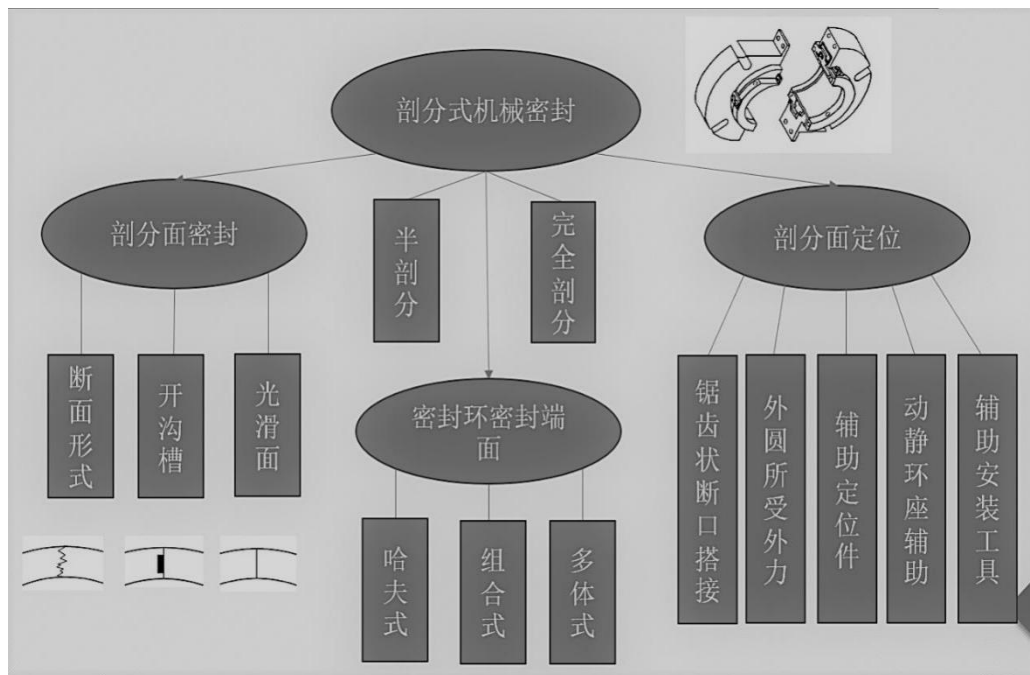 剖分式机械密封
剖分面密封
半剖分
完全剖分
剖分面定位
断面形式
开沟槽
光滑面
密封环密封端
面
哈夫式
组合式
多体式
锯齿状断口搭接
外圆所受外力
辅助定位件
动静环座辅助
辅助安装工具